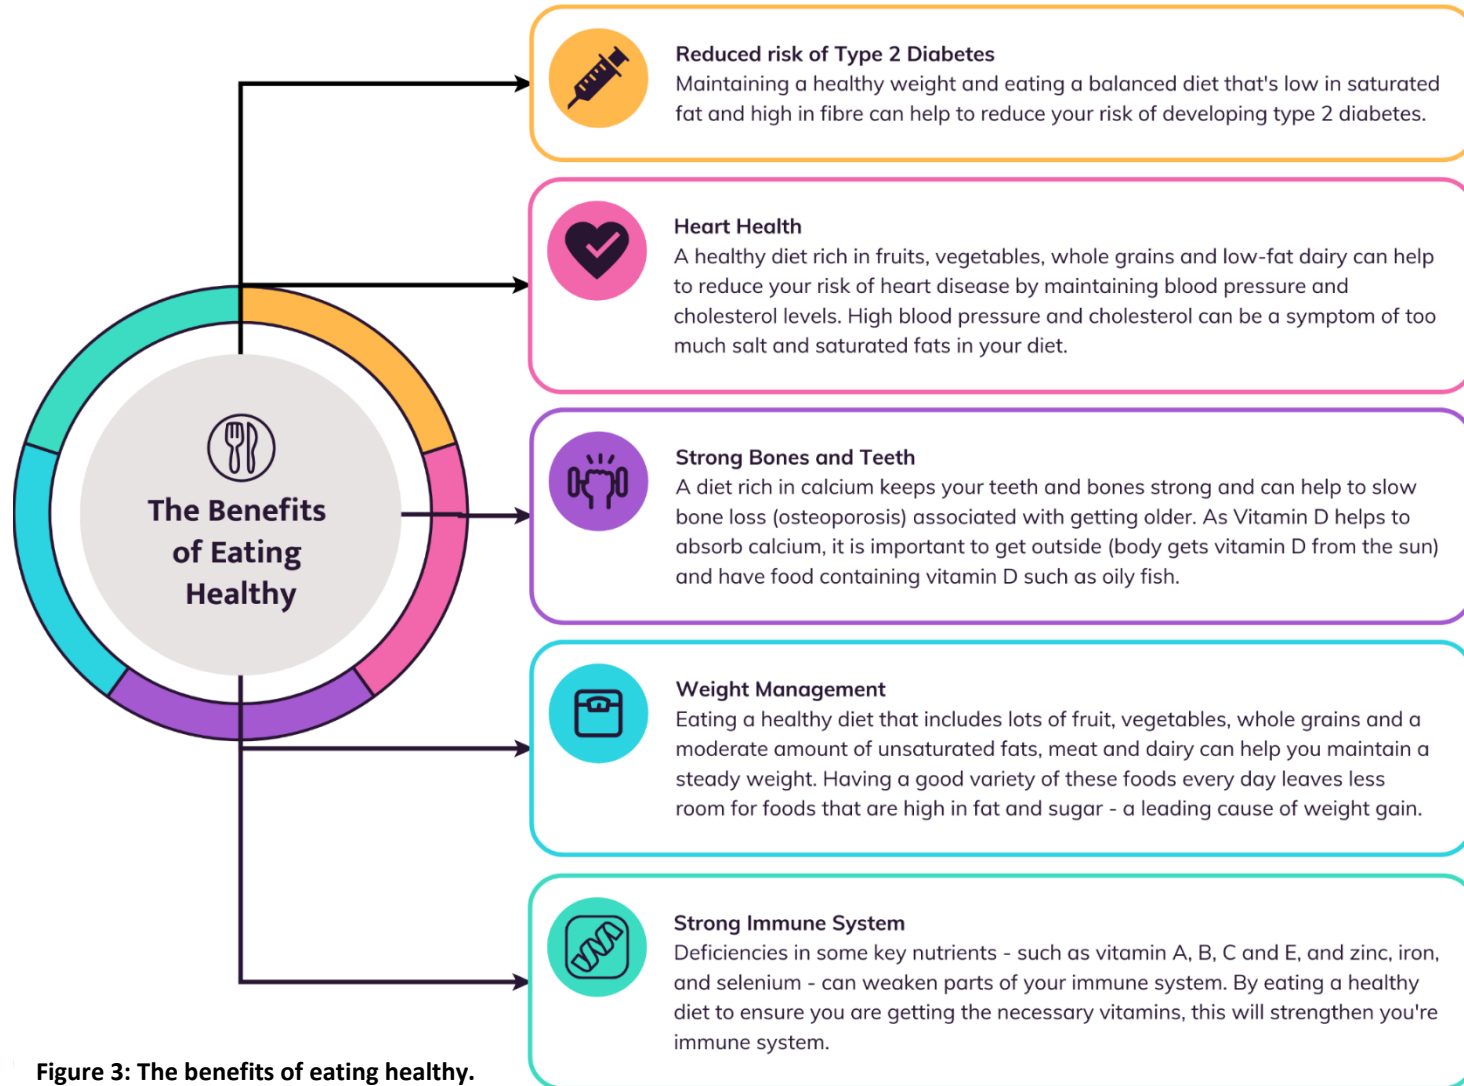 Reduced risk of Type 2 Diabetes
Maintaining a healthy weight and eating a balanced diet that's low in saturated
fat and high in fibre can help to reduce your risk of developing type 2 diabetes.
Heart Health
A healthy diet rich in fruits, vegetables, whole grains and low-fat dairy can help
to reduce your risk of heart disease by maintaining blood pressure and
cholesterol levels. High blood pressure and cholesterol can be a symptom of too
much salt and saturated fats in your diet.
The Benefits
of Eating
Healthy
Strong Bones and Teeth
A diet rich in calcium keeps your teeth and bones strong and can help to slow
bone loss (osteoporosis) associated with getting older. As Vitamin D helps to
absorb calcium, it is important to get outside (body gets vitamin D from the sun)
and have food containing vitamin D such as oily fish.
Weight Management
Eating a healthy diet that includes lots of fruit, vegetables, whole grains and a
moderate amount of unsaturated fats, meat and dairy can help you maintain a
steady weight. Having a good variety of these foods every day leaves less
room for foods that are high in fat and sugar - a leading cause of weight gain.
Strong Immune System
Deficiencies in some key nutrients - such as vitamin A, B, C and E, and zinc, iron,
and selenium - can weaken parts of your immune system. By eating a healthy
diet to ensure you are getting the necessary vitamins, this will strengthen you're
immune system.
Figure 3: The benefits of eating healthy.